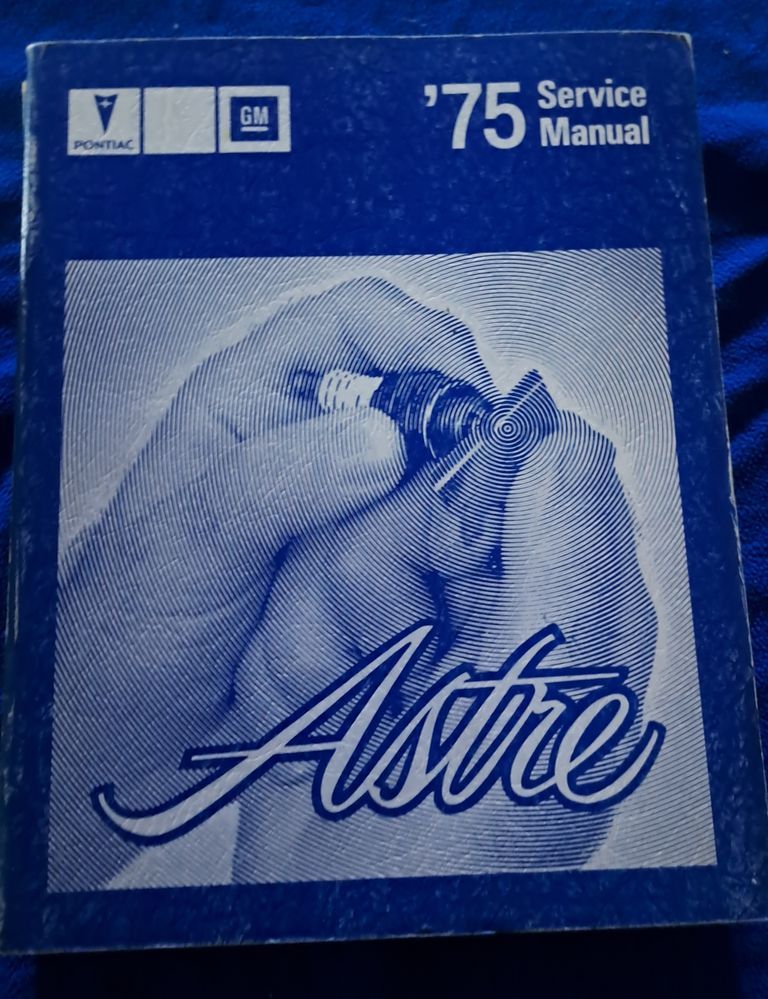 PONTIAC
GM
'75 Service
Manual
Astre